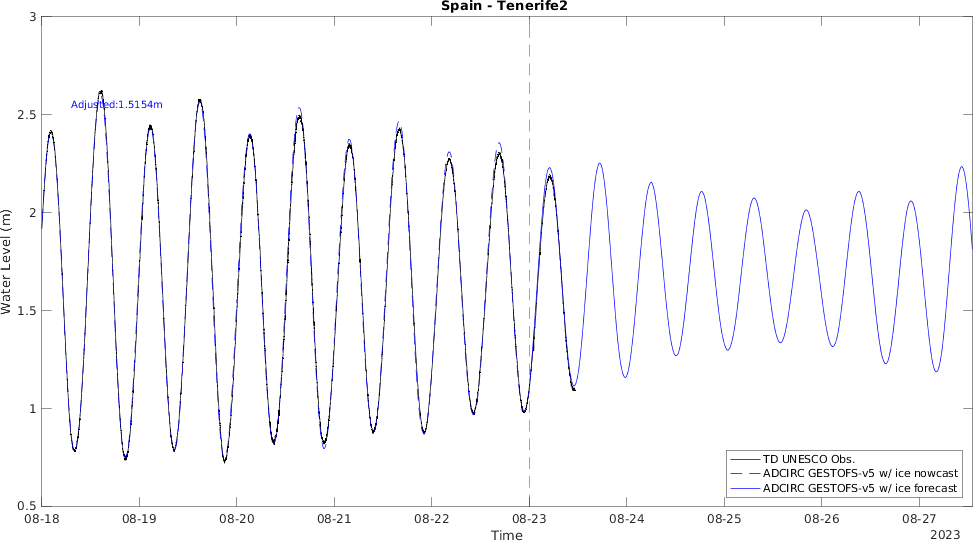 Spain - Tenerife2
3
2.5
2
1.5
1
0.5
Water Level (m)
Adjusted:1.5154m
TD UNESCO Obs.
ADCIRC GESTOFS-v5 w/ ice nowcast
ADCIRC GESTOFS-v5 w/ ice forecast
08-18 08-19 08-20 08-21 08-22 08-23 08-24 08-25 08-26 08-27
Time
2023